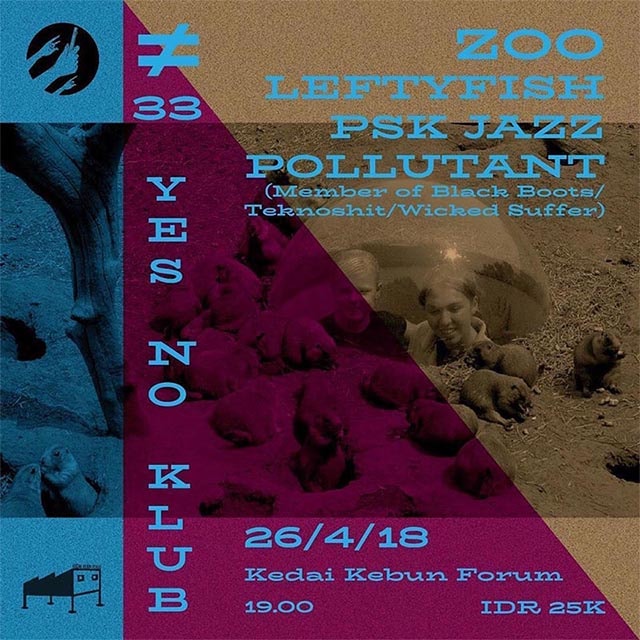 ≠
33
YES NO KLUB
ZOO
LEFTYFISH
PSK JAZZ
POLLUTANT
(Member of Black Boots/
Teknoshit/Wicked Suffer)
26/4/18
Kedai Kebun Forum
19.00
IDR 25K